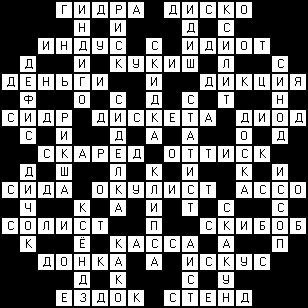 ГИДРА ДИСКО
ИНДУС ИДИОТ
КУКИШ
ДЕНЬГИ ДИКЦИЯ
СИДР ДИСКЕТА ДИОД
СКАРЕД ОТТИСК
СИДА ОКУЛИСТ АССО
СОЛИСТ СКИБОБ
КАССА
ДОНКА ИСКУС
ЕЗДОК СТЕНД